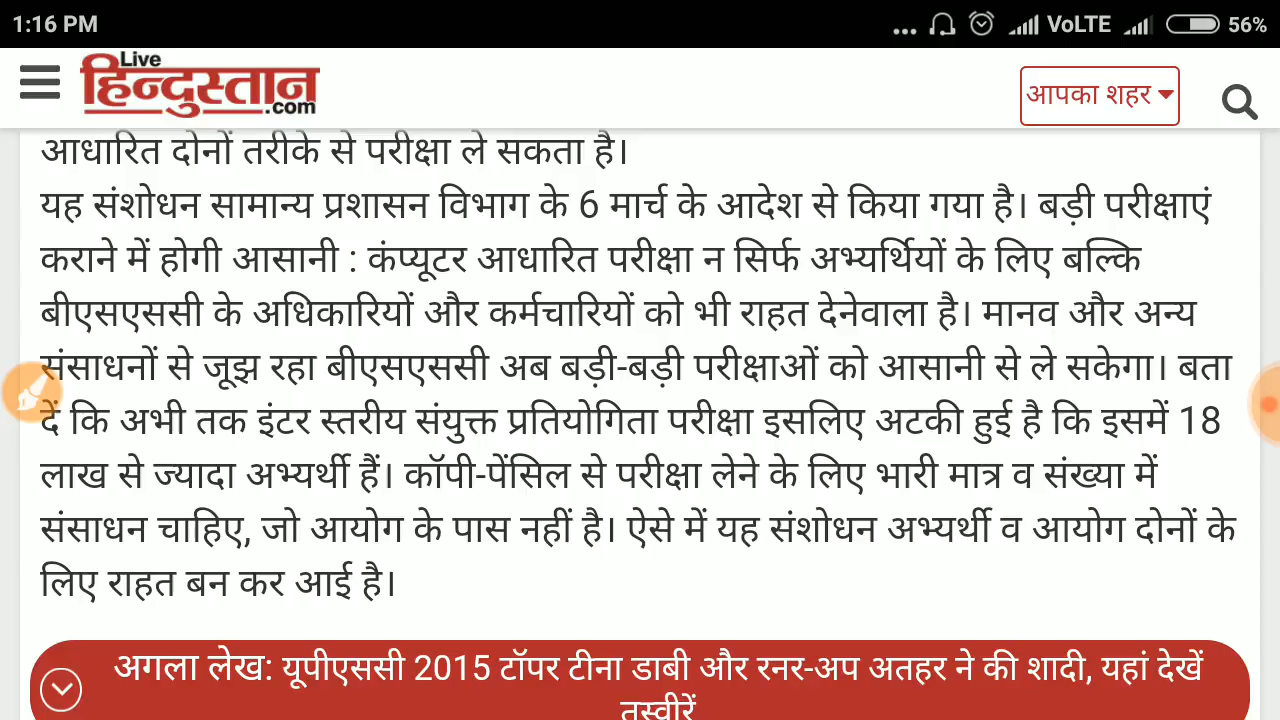 1:16 PM
... VoLTE 56%
Live
हिन्दुस्तान
.com
आपका शहर
आधारित दोनों तरीके से परीक्षा ले सकता है।
यह संशोधन सामान्य प्रशासन विभाग के 6 मार्च के आदेश से किया गया है। बड़ी परीक्षाएं
कराने में होगी आसानी : कंप्यूटर आधारित परीक्षा न सिर्फ अभ्यर्थियों के लिए बल्कि
बीएसएससी के अधिकारियों और कर्मचारियों को भी राहत देनेवाला है। मानव और अन्य
संसाधनों से जूझ रहा बीएसएससी अब बड़ी-बड़ी परीक्षाओं को आसानी से ले सकेगा। बता
दें कि अभी तक इंटर स्तरीय संयुक्त प्रतियोगिता परीक्षा इसलिए अटकी हुई है कि इसमें 18
लाख से ज्यादा अभ्यर्थी हैं। कॉपी-पेंसिल से परीक्षा लेने के लिए भारी मात्र व संख्या में
संसाधन चाहिए, जो आयोग के पास नहीं है। ऐसे में यह संशोधन अभ्यर्थी व आयोग दोनों के
लिए राहत बन कर आई है।
अगला लेख: यूपीएससी 2015 टॉपर टीना डाबी और रनर-अप अतहर ने की शादी, यहां देखें
तस्वीरें